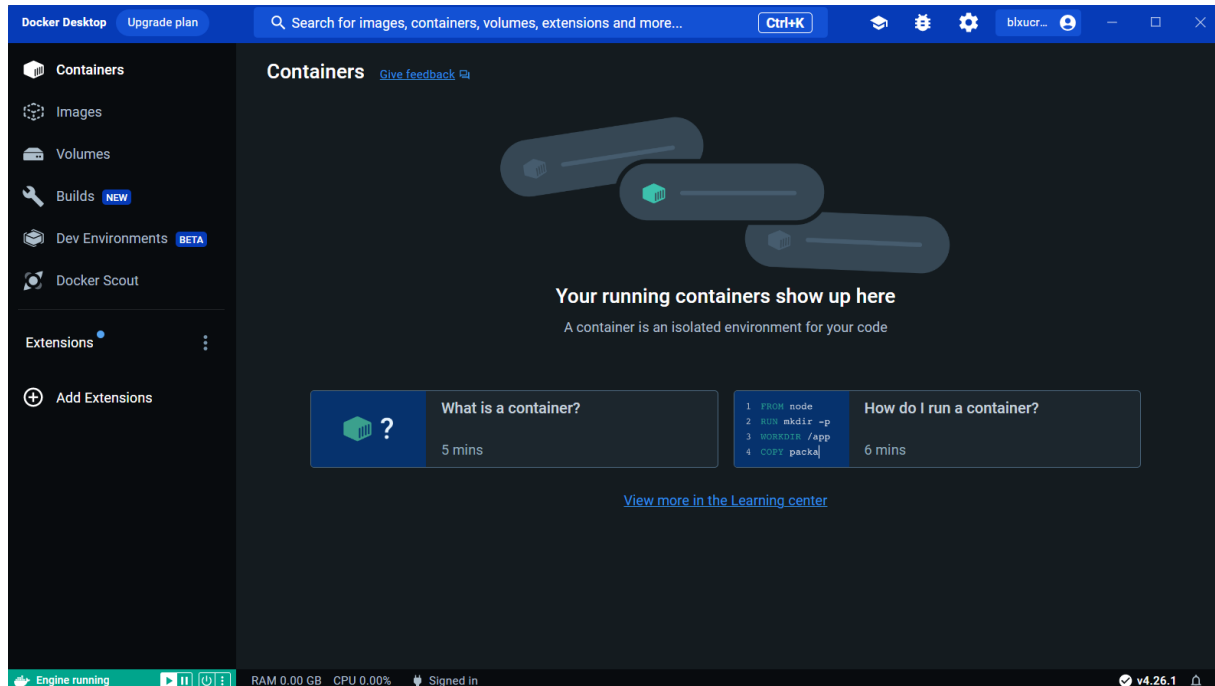 Docker Desktop Upgrade plan Search for images, containers, volumes, extensions and more... Ctrl+K blxucr...
Containers
Images
Volumes
Builds NEW
Dev Environments BETA
Docker Scout
Extensions
Add Extensions
Containers Give feedback
Your running containers show up here
A container is an isolated environment for your code
?
What is a container?
5 mins
1 FROM node
2 RUN mkdir -p
3 WORKDIR /app
4 COPY packa
How do I run a container?
6 mins
View more in the Learning center
Engine running RAM 0.00 GB CPU 0.00% Signed in v4.26.1